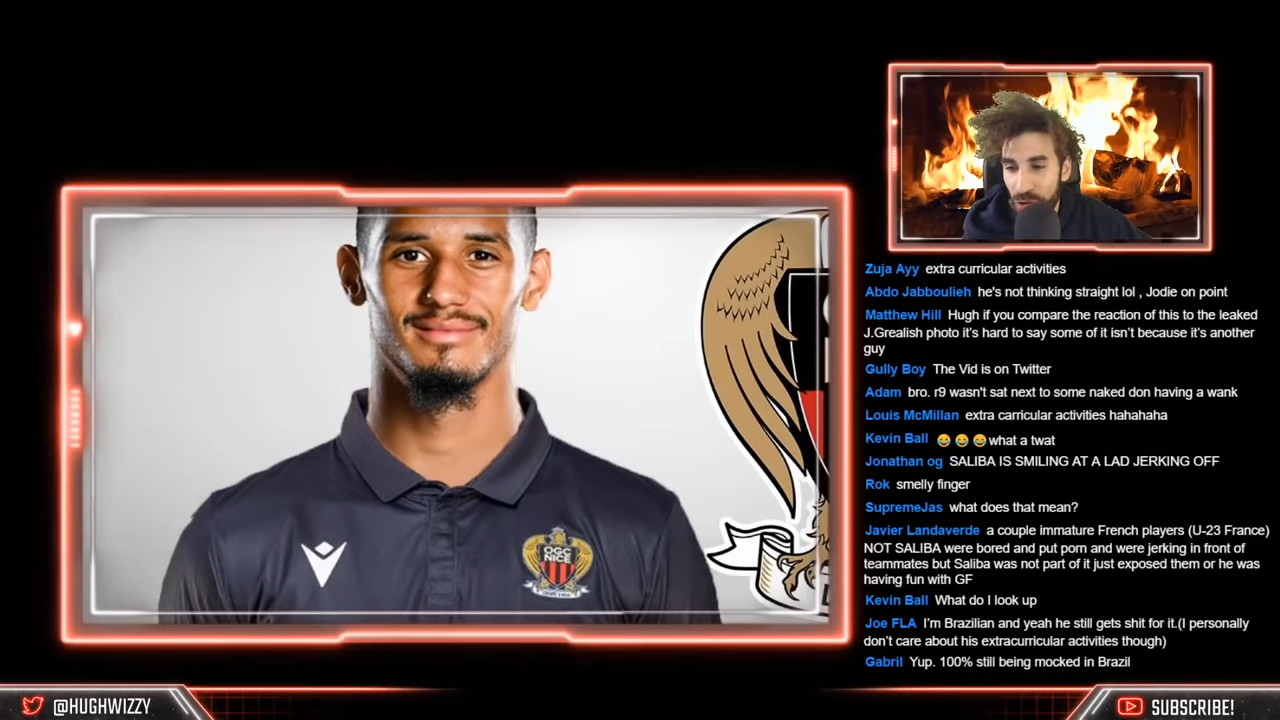 OGC
NICE
Zuja Ayy extra curricular activities
Abdo Jabboulieh he's not thinking straight lol , Jodie on point
Matthew Hill Hugh if you compare the reaction of this to the leaked
J.Grealish photo it's hard to say some of it isn't because it's another
guy
Gully Boy The Vid is on Twitter
Adam bro. r9 wasn't sat next to some naked don having a wank
Louis McMillan extra carricular activities hahahaha
Kevin Ball 😂😂😂what a twat
Jonathan og SALIBA IS SMILING AT A LAD JERKING OFF
Rok smelly finger
SupremeJas what does that mean?
Javier Landaverde a couple immature French players (U-23 France)
NOT SALIBA were bored and put porn and were jerking in front of
teammates but Saliba was not part of it just exposed them or he was
having fun with GF
Kevin Ball What do I look up
Joe FLA I'm Brazilian and yeah he still gets shit for it.(I personally
don't care about his extracurricular activities though)
Gabril Yup. 100% still being mocked in Brazil
@HUGHWIZZY
SUBSCRIBE!